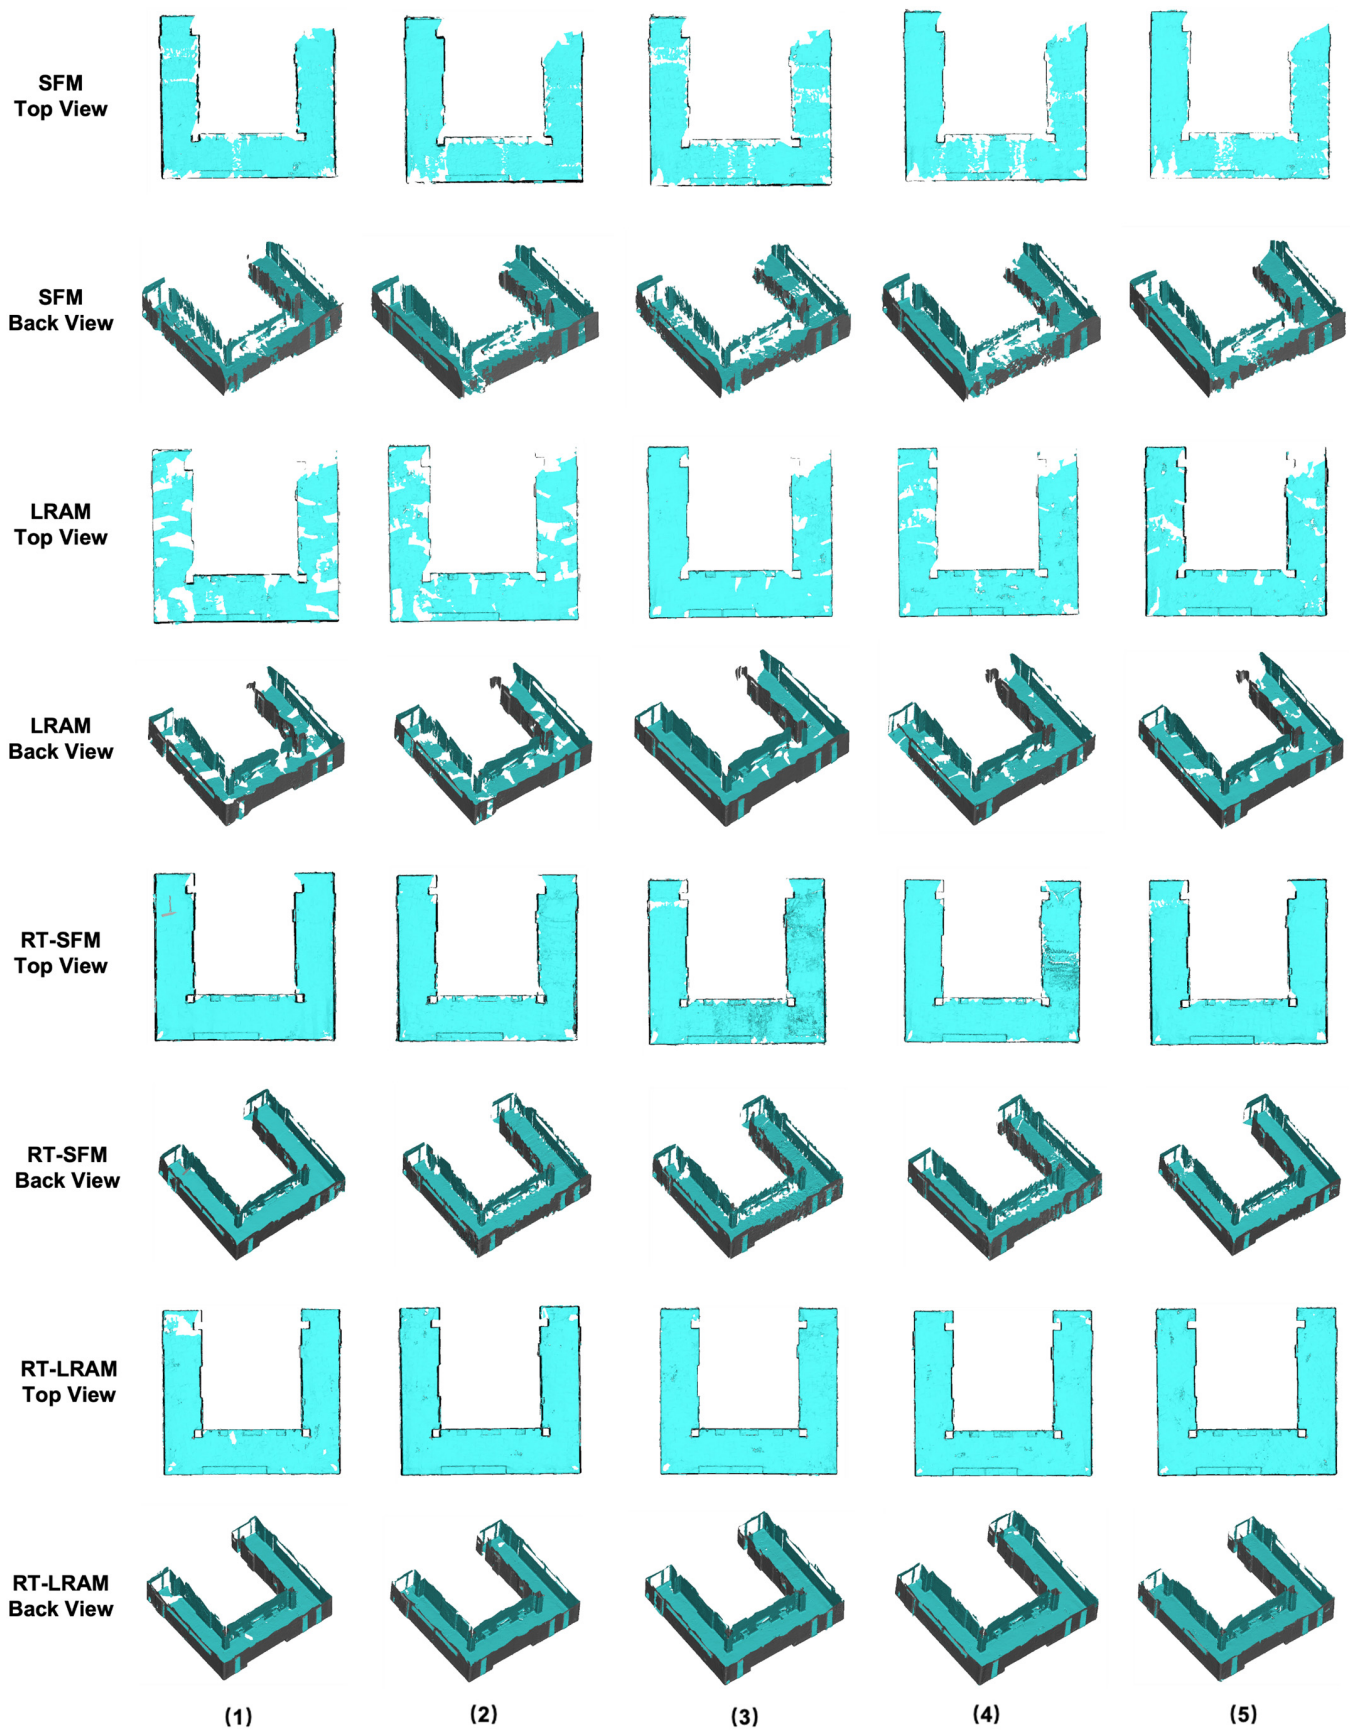 SFM
Top View
SFM
Back View
LRAM
Top View
LRAM
Back View
RT-SFM
Top View
RT-SFM
Back View
RT-LRAM
Top View
RT-LRAM
Back View
(1) (2) (3) (4) (5)